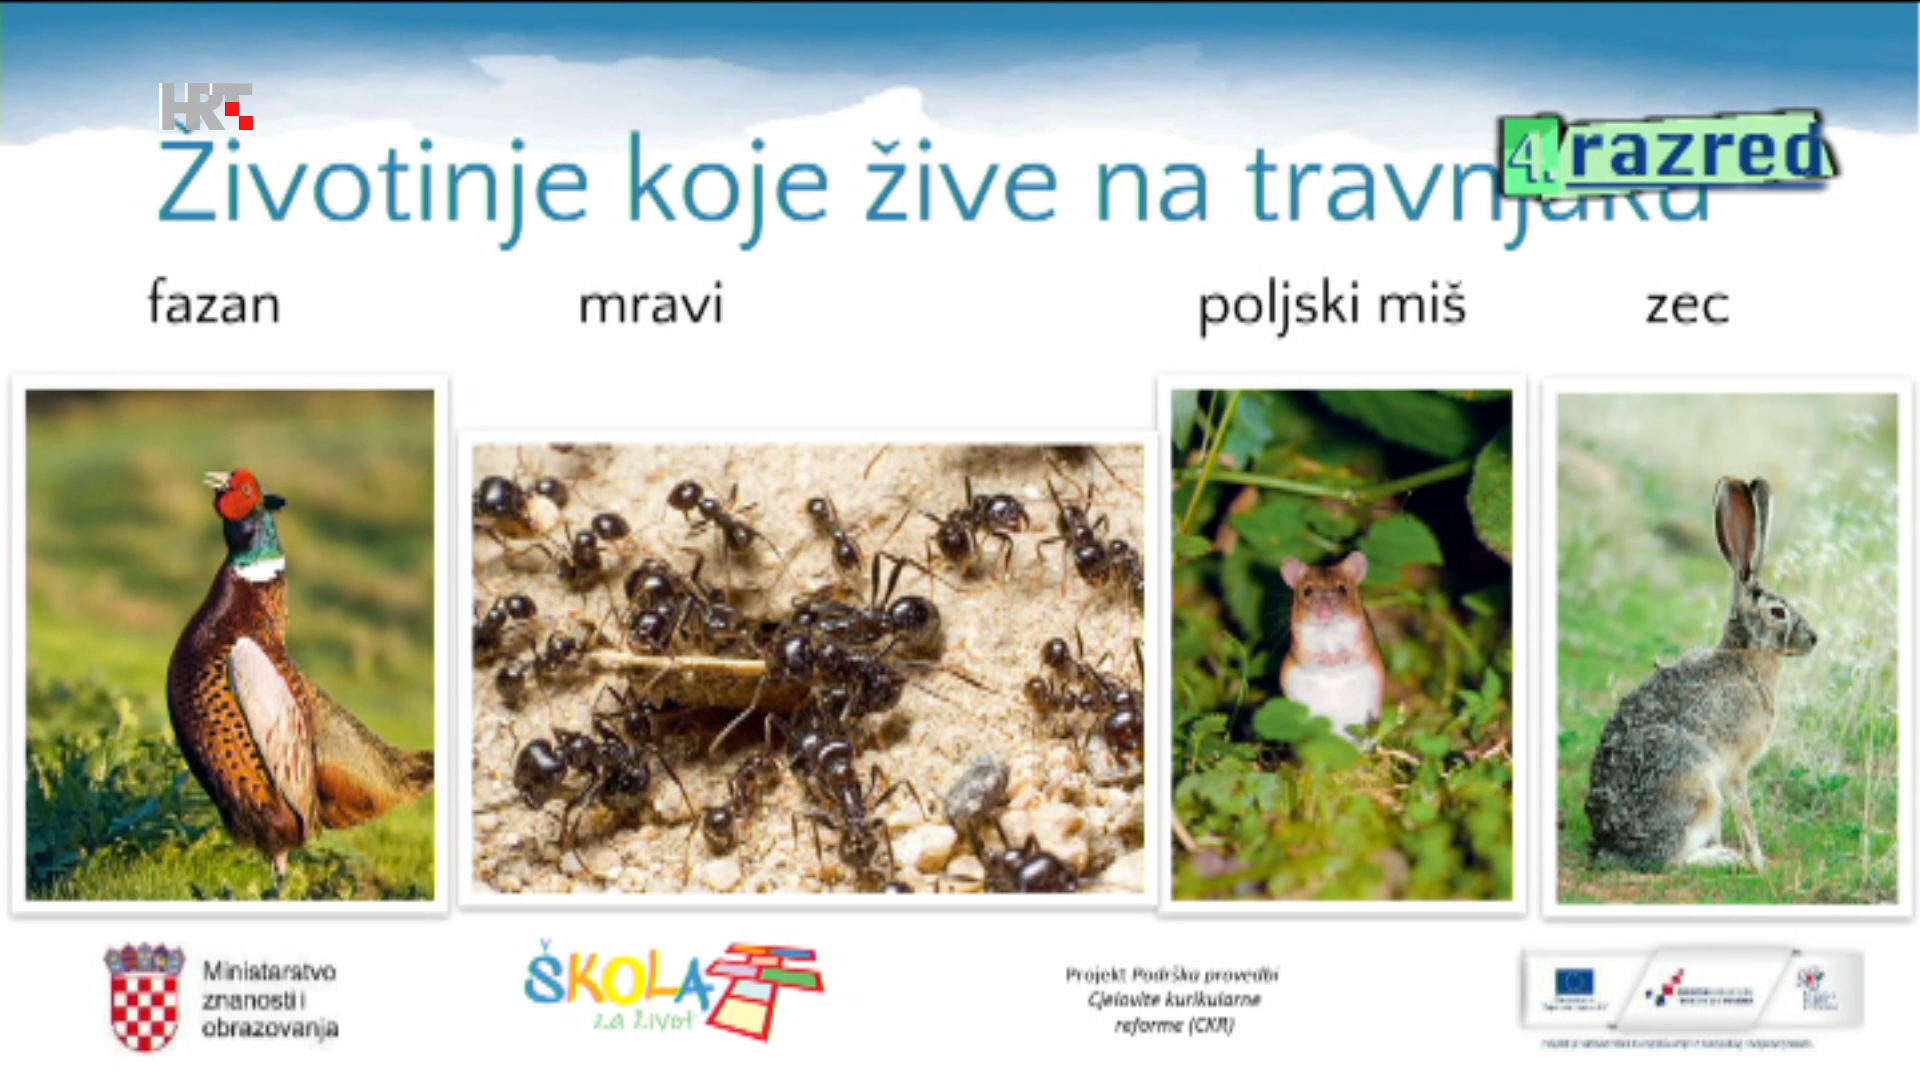 HRT
4. razred
Životinje koje žive na travnjaku
fazan
mravi
poljski miš
zec
Ministarstvo
znanosti i
obrazovanja
ŠKOLA
za život
Projekt Podrška provedbi
Cjelovite kurikularne
reforme (CKR)